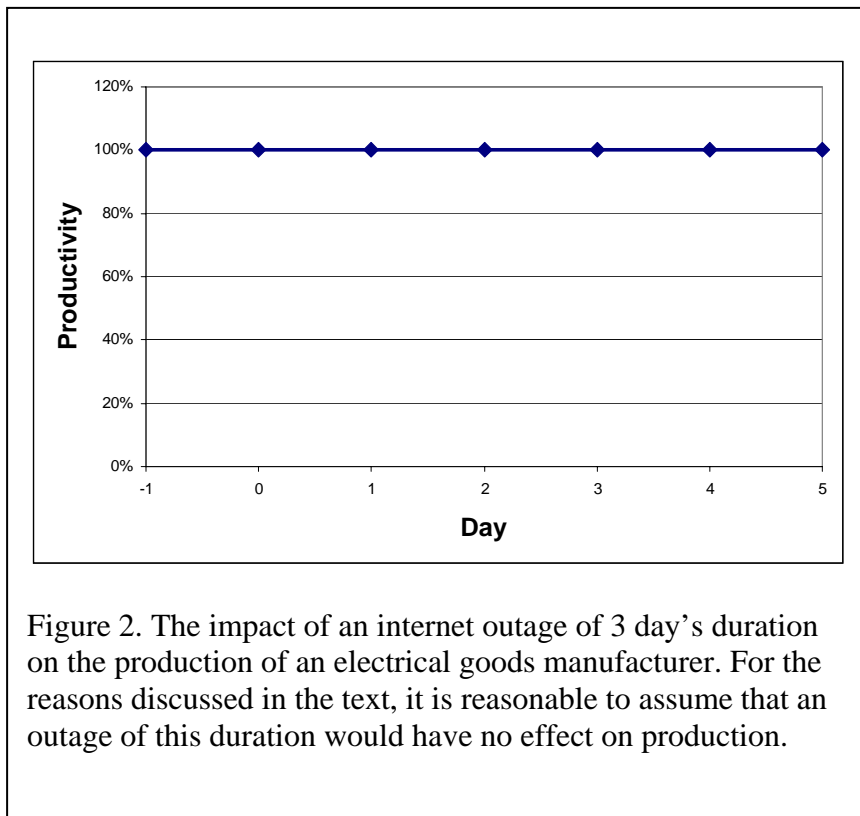 120%
100%
80%
60%
40%
20%
0%
Productivity
-1 0 1 2 3 4 5
Day
Figure 2. The impact of an internet outage of 3 day’s duration
on the production of an electrical goods manufacturer. For the
reasons discussed in the text, it is reasonable to assume that an
outage of this duration would have no effect on production.